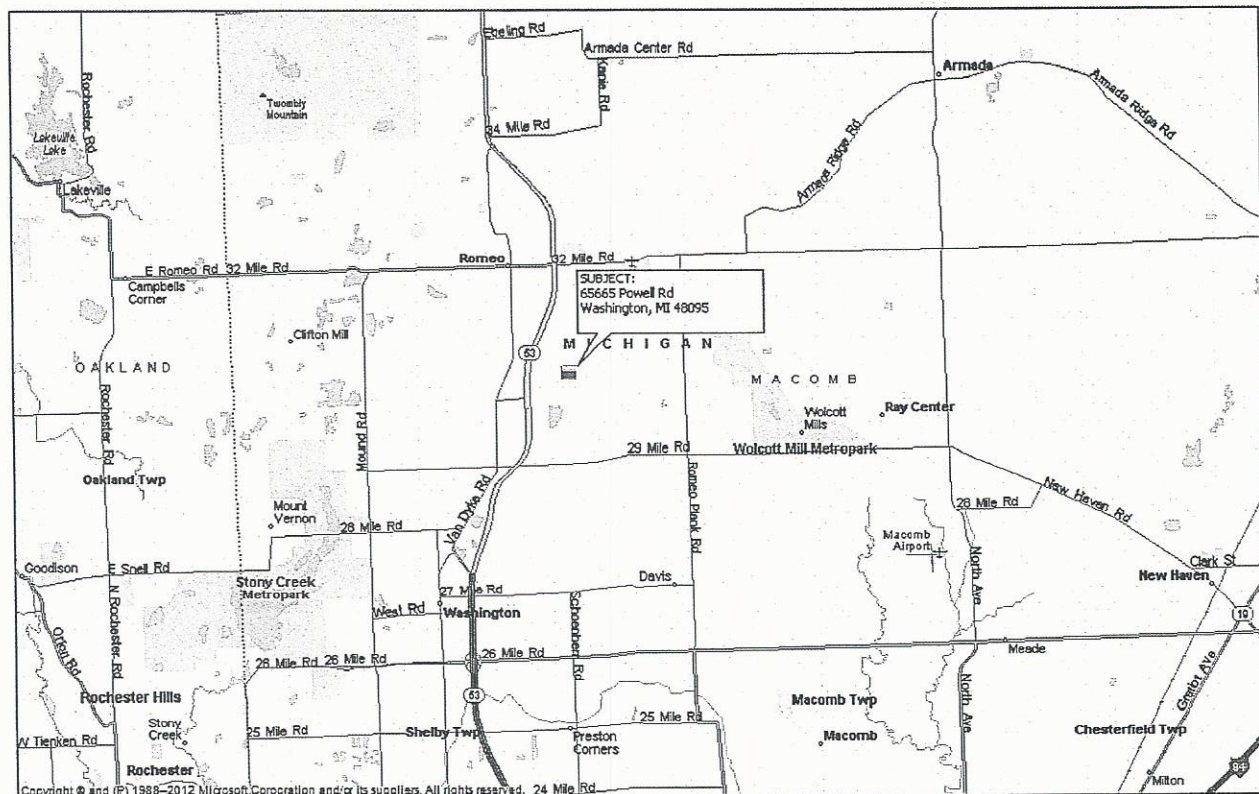 Ebeling Rd
Armada Center Rd
Kanie Rd
Armada
Armada Ridge Rd
Rochester Rd
Twombly
Mountain
Lakeville
Lake
34 Mile Rd
Armada Ridge Rd
Lakeville
E Romeo Rd 32 Mile Rd
Romeo
32 Mile Rd
Campbells
Corner
SUBJECT:
65665 Powell Rd
Washington, MI 48095
Clifton Mill
MICHIGAN
53
OAKLAND
MACOMB
Rochester Rd
Mound Rd
Wolcott
Mills
Ray Center
29 Mile Rd
Wolcott Mill Metropark
Oakland Twp
Van Dyke Rd
Romeo Plank Rd
New Haven Rd
28 Mile Rd
Mount
Vernon
28 Mile Rd
Macomb
Airport
Goodison
E Snell Rd
Stony Creek
Metropark
Davis
North Ave
Clark St
New Haven
27 Mile Rd
Washington
West Rd
Schoenherr Rd
N Rochester Rd
Orion Rd
19
26 Mile Rd
26 Mile Rd
26 Mile Rd
Meade
Rochester Hills
53
North Ave
Gratiot Ave
Macomb Twp
Stony
Creek
25 Mile Rd
Shelby Twp
25 Mile Rd
Preston
Corners
Chesterfield Twp
W Tienken Rd
Macomb
Rochester
94
Milton
Copyright © and (P) 1988–2012 Microsoft Corporation and/or its suppliers. All rights reserved.
24 Mile Rd